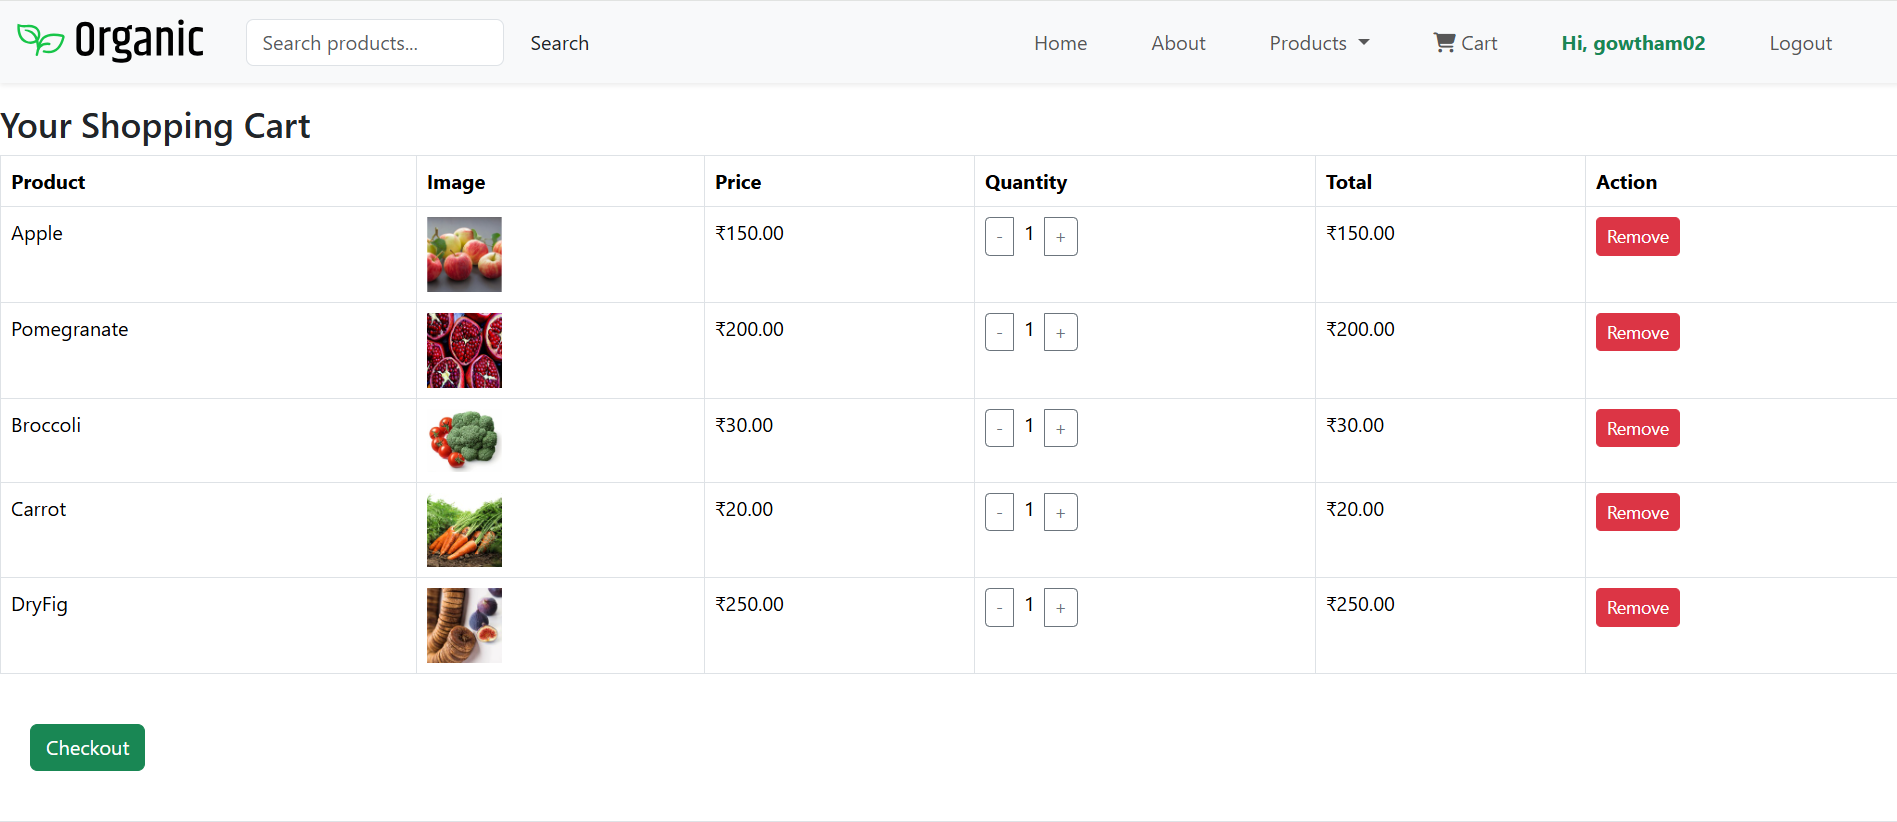 Organic Search products... Search Home About Products Cart Hi, gowtham02 Logout
Your Shopping Cart
Product Image Price Quantity Total Action
Apple ₹150.00 - 1 + ₹150.00 Remove
Pomegranate ₹200.00 - 1 + ₹200.00 Remove
Broccoli ₹30.00 - 1 + ₹30.00 Remove
Carrot ₹20.00 - 1 + ₹20.00 Remove
DryFig ₹250.00 - 1 + ₹250.00 Remove
Checkout